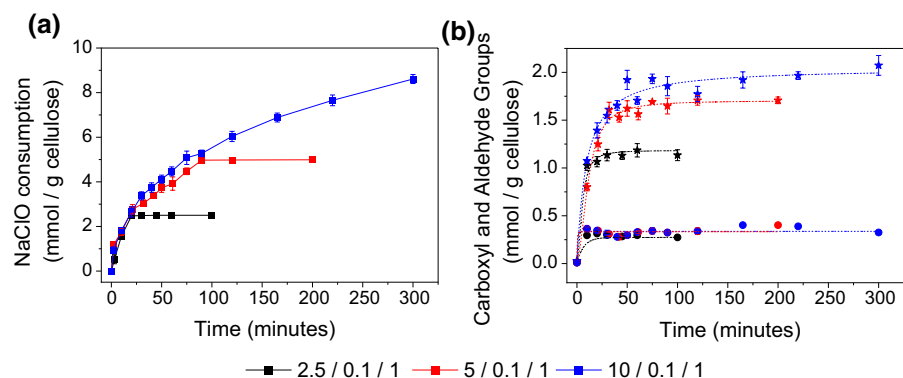 (a)
NaClO consumption
(mmol / g cellulose)
10
8
6
4
2
0
0 50 100 150 200 250 300
Time (minutes)
(b)
Carboxyl and Aldehyde Groups
(mmol / g cellulose)
2.0
1.5
1.0
0.5
0.0
0 50 100 150 200 250 300
Time (minutes)
2.5 / 0.1 / 1 5 / 0.1 / 1 10 / 0.1 / 1